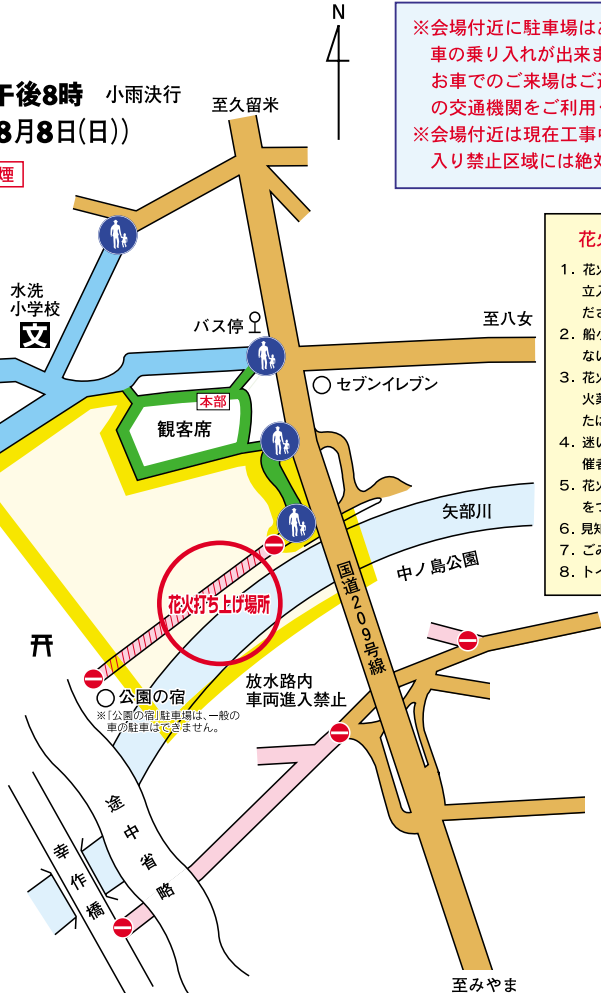 N
※会場付近に駐車場は
車の乗り入れが出来ま
お車でのご来場はご
の交通機関をご利用
※会場付近は現在工事
入り禁止区域には絶対
午後8時 小雨決行
8月8日(日))
煙
至久留米
水洗
小学校
文
バス停
至八女
セブンイレブン
本部
観客席
矢部川
中ノ島公園
国道209号線
花火打ち上げ場所
公園の宿
※「公園の宿」駐車場は、一般の
車の駐車はできません。
放水路内
車両進入禁止
途中省略
幸作橋
至みやま
花火
1. 花火
立入
ださ
2. 船
ない
3. 花火
火薬
たは
4. 迷い
催者
5. 花火
をつ
6. 見知
7. ごみ
8. トイ